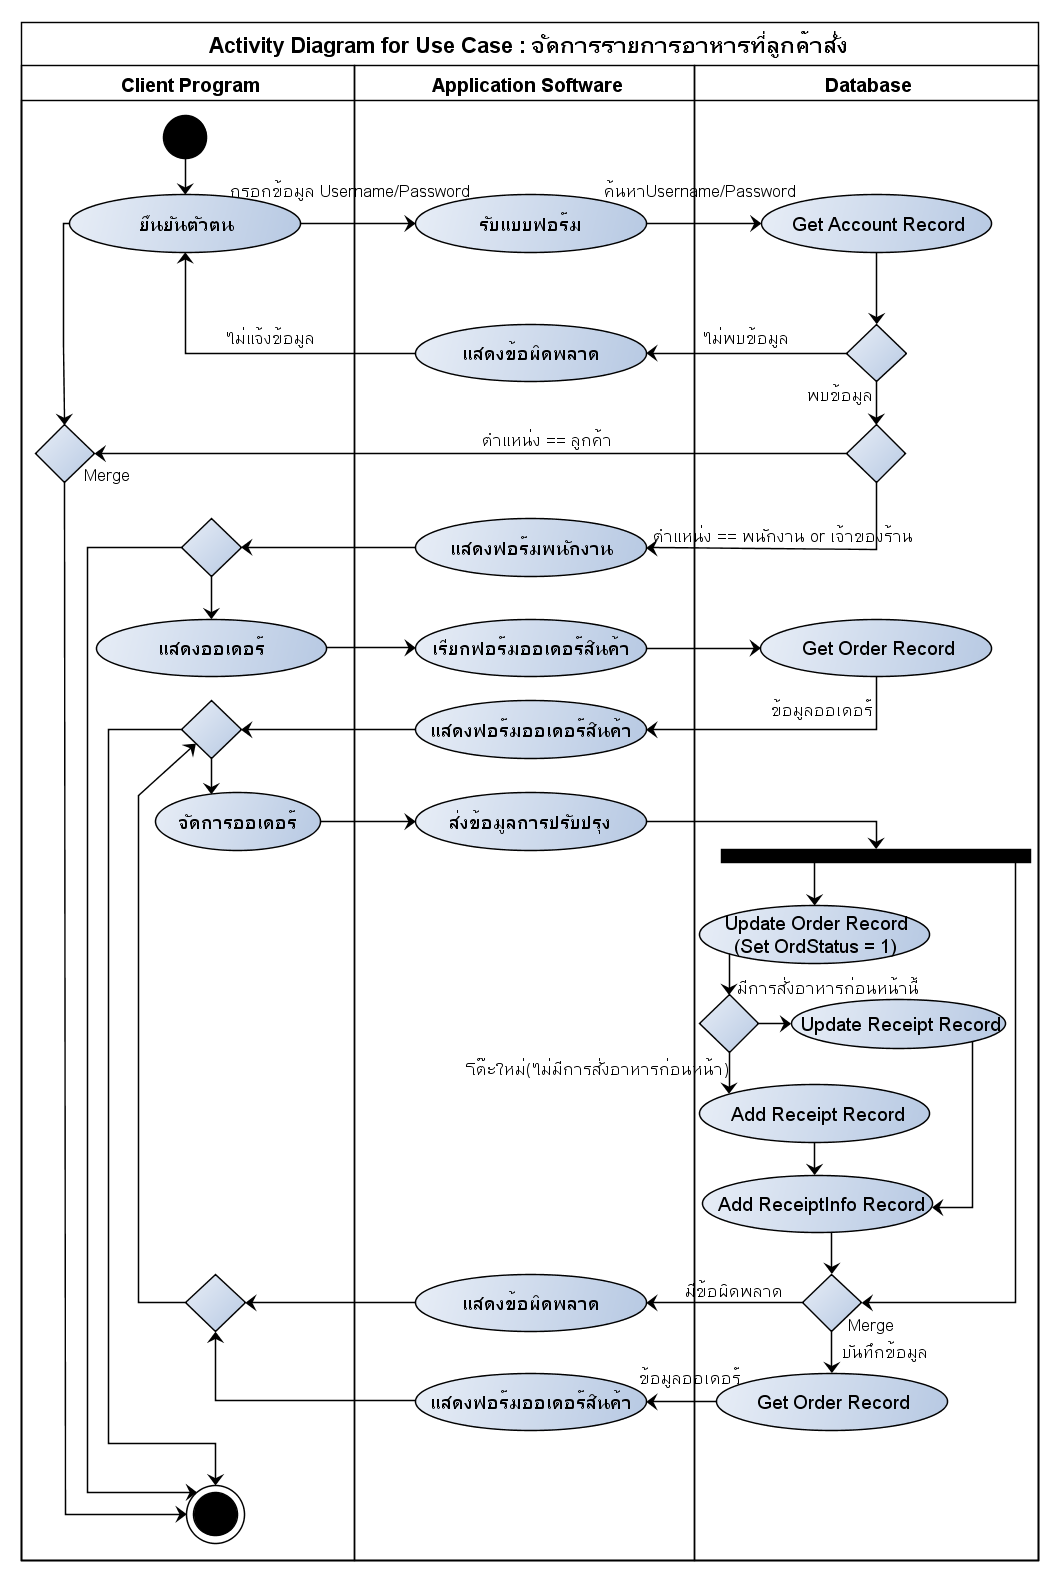 Activity Diagram for Use Case : จัดการรายการอาหารที่ลูกค้าสั่ง
Client Program
Application Software
Database
กรอกข้อมูล Username/Password
ค้นหาUsername/Password
ยืนยันตัวตน
รับแบบฟอร์ม
Get Account Record
ไม่แจ้งข้อมูล
แสดงข้อผิดพลาด
ไม่พบข้อมูล
พบข้อมูล
ตำแหน่ง == ลูกค้า
Merge
แสดงฟอร์มพนักงาน
ตำแหน่ง == พนักงาน or เจ้าของร้าน
แสดงออเดอร์
เรียกฟอร์มออเดอร์สินค้า
Get Order Record
ข้อมูลออเดอร์
แสดงฟอร์มออเดอร์สินค้า
จัดการออเดอร์
ส่งข้อมูลการปรับปรุง
Update Order Record
(Set OrdStatus = 1)
มีการสั่งอาหารก่อนหน้านี้
Update Receipt Record
โต๊ะใหม่(ไม่มีการสั่งอาหารก่อนหน้า)
Add Receipt Record
Add ReceiptInfo Record
มีข้อผิดพลาด
แสดงข้อผิดพลาด
Merge
บันทึกข้อมูล
ข้อมูลออเดอร์
แสดงฟอร์มออเดอร์สินค้า
Get Order Record